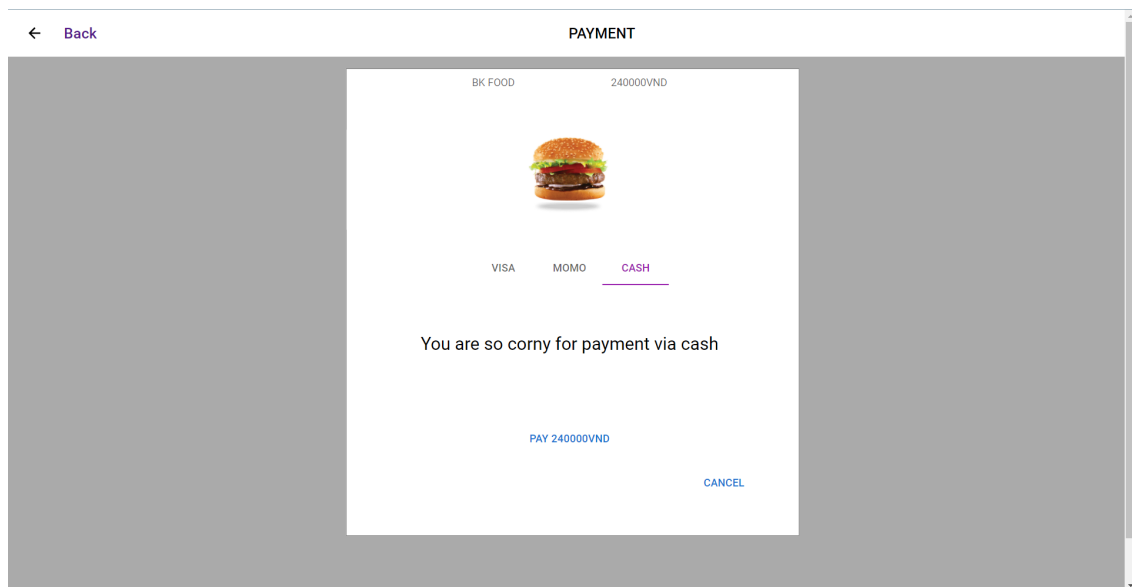 Back
PAYMENT
BK FOOD 240000VND
VISA MOMO CASH
You are so corny for payment via cash
PAY 240000VND
CANCEL